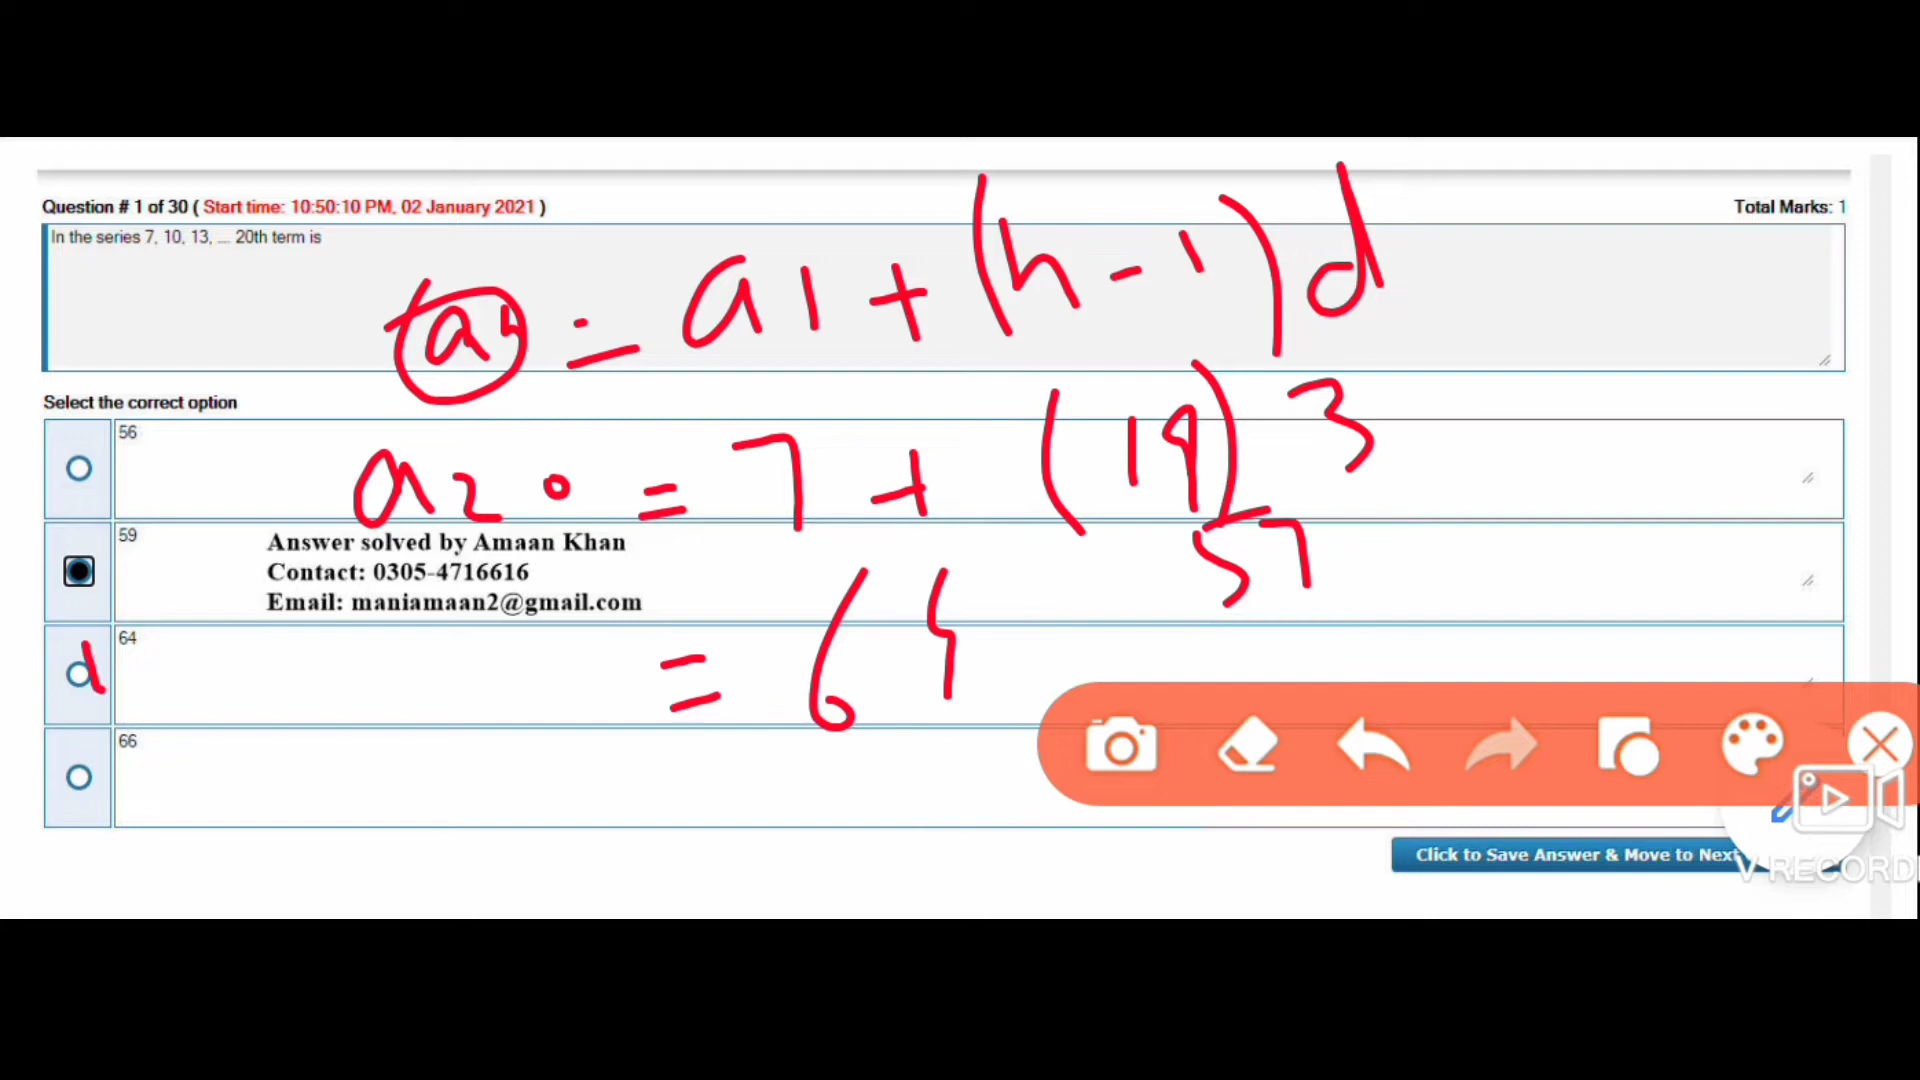 Question # 1 of 30 ( Start time: 10:50:10 PM, 02 January 2021 )
Total Marks: 1
In the series 7, 10, 13, ... 20th term is
an = a1 + (n - 1) d
Select the correct option
56
a20 = 7 + (19) 3
59
57
Answer solved by Amaan Khan
Contact: 0305-4716616
Email: maniamaan2@gmail.com
64
= 64
66
Click to Save Answer & Move to Next
V RECORD